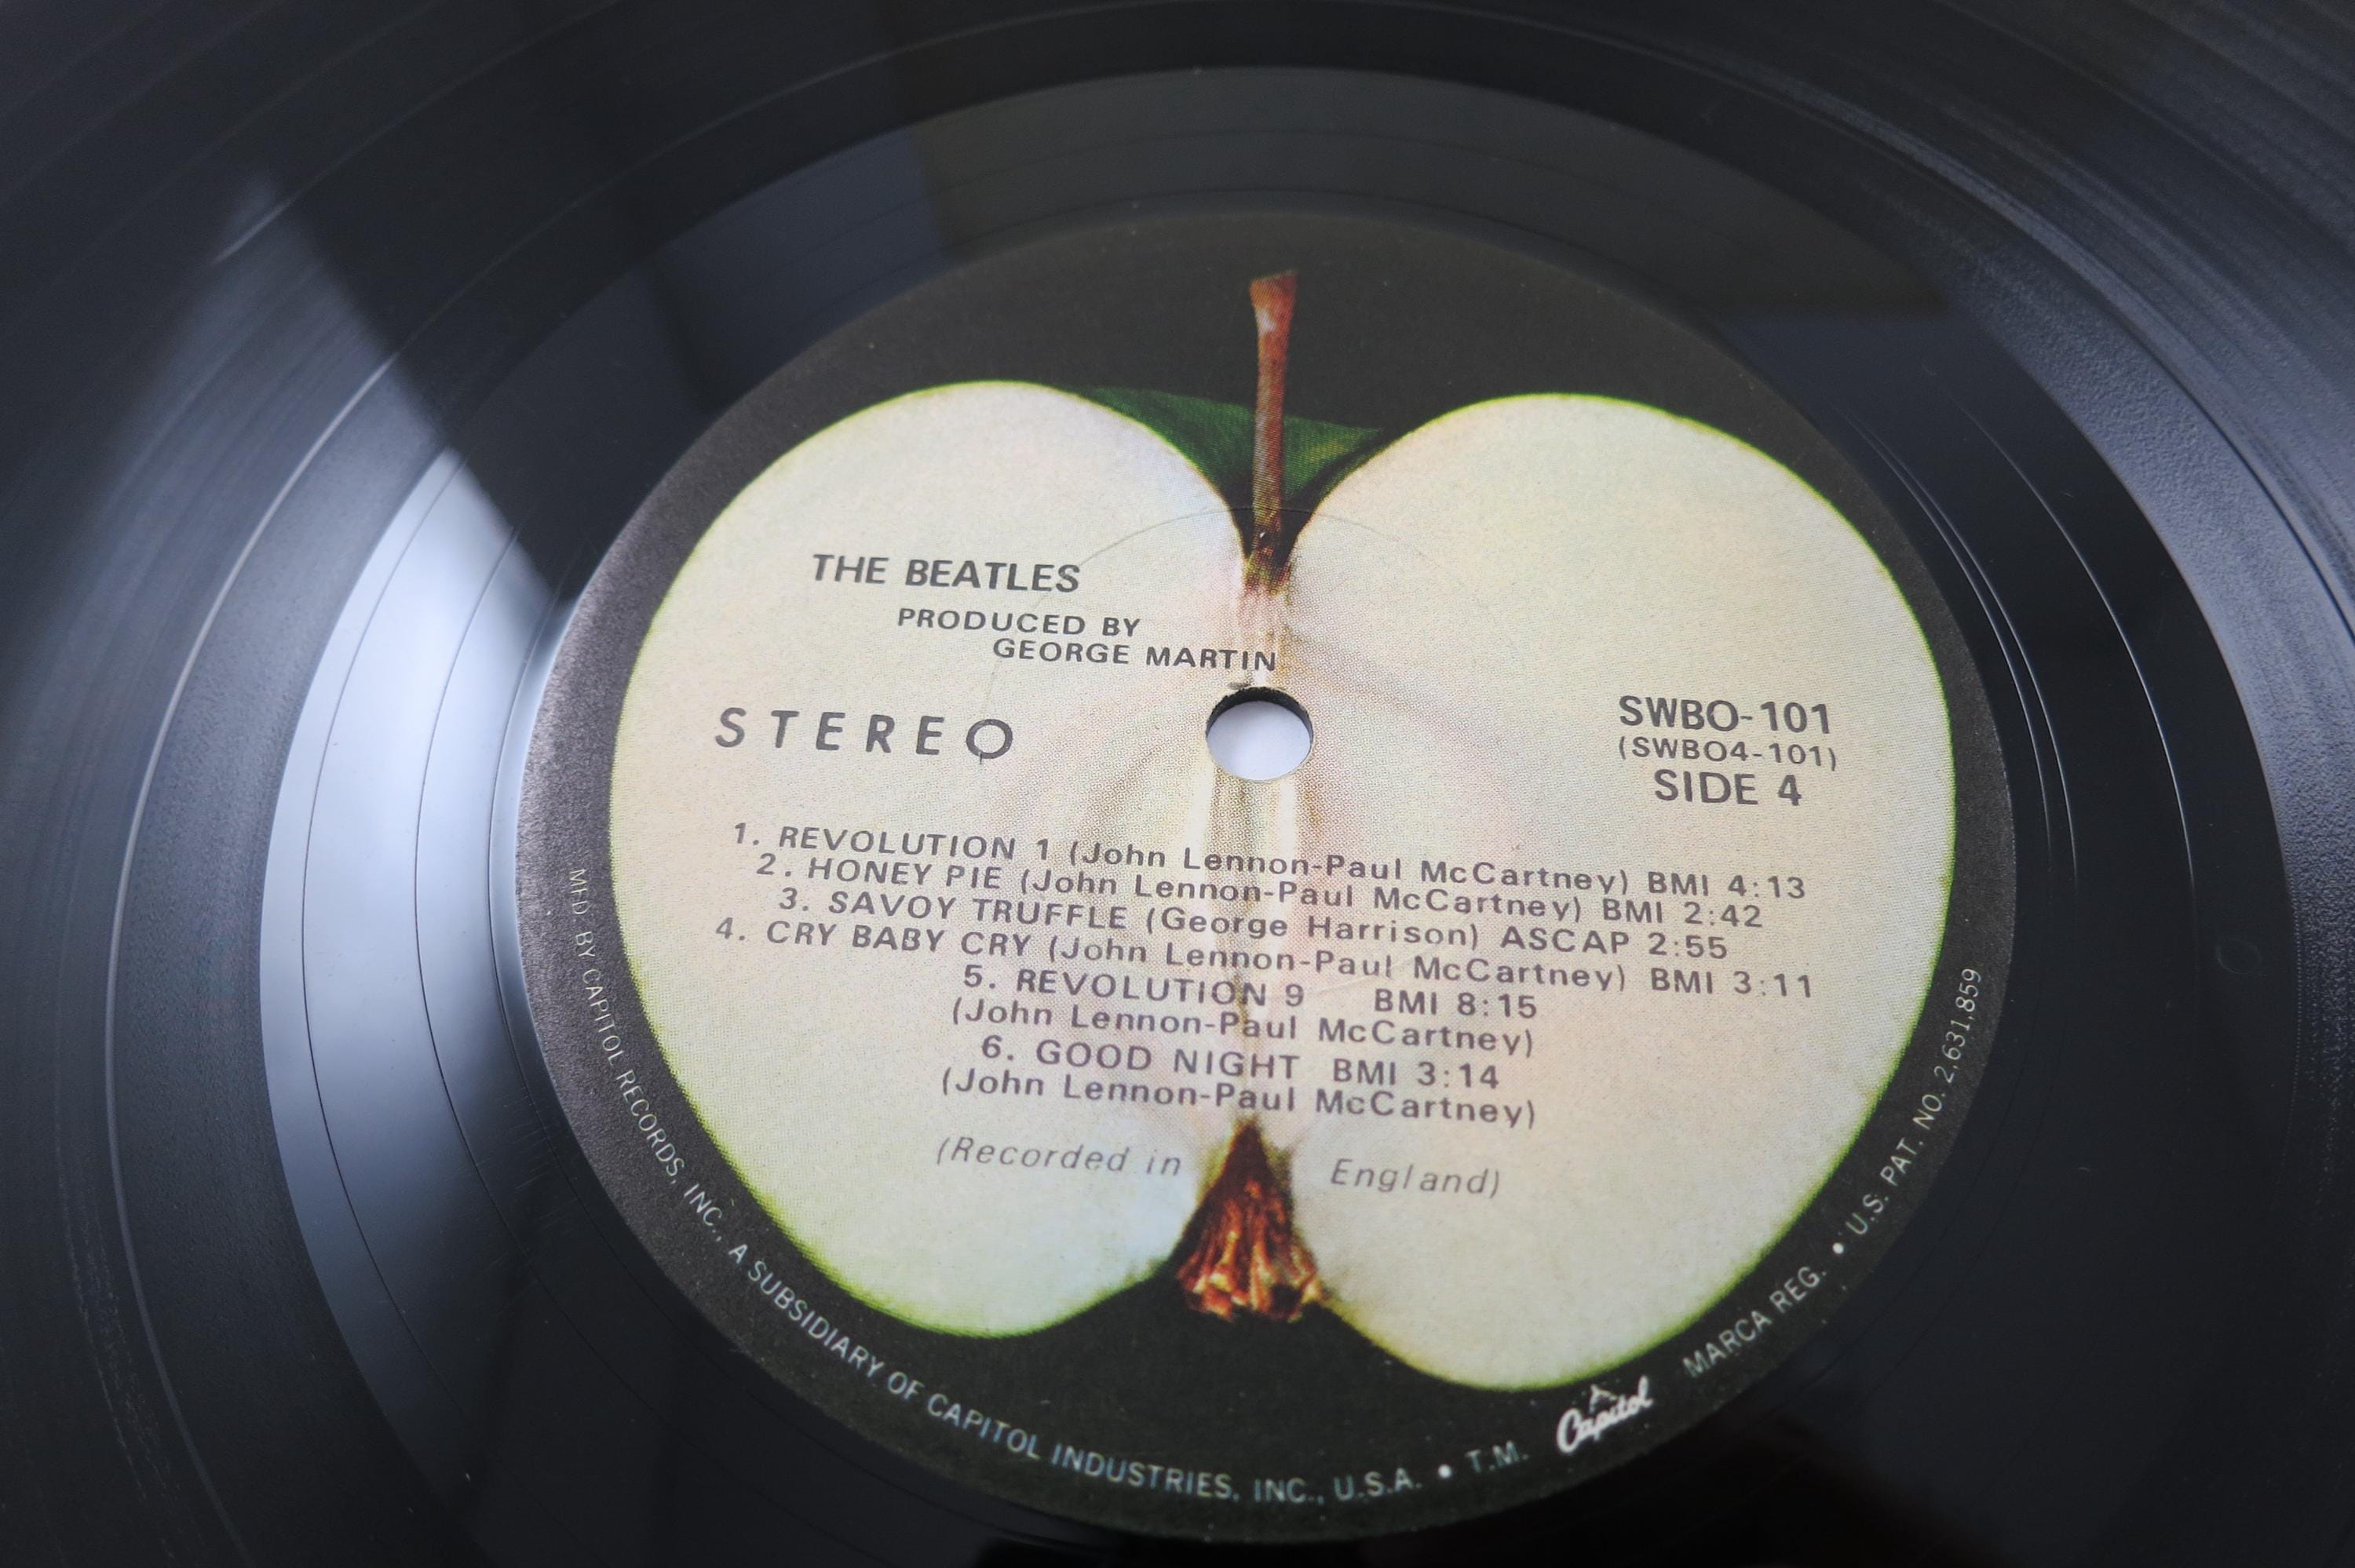 THE BEATLES
PRODUCED BY
GEORGE MARTIN
STEREO
SWBO-101
(SWBO4-101)
SIDE 4
1. REVOLUTION 1 (John Lennon-Paul McCartney) BMI 4:13
2. HONEY PIE (John Lennon-Paul McCartney) BMI 2:42
3. SAVOY TRUFFLE (George Harrison) ASCAP 2:55
4. CRY BABY CRY (John Lennon-Paul McCartney) BMI 3:11
5. REVOLUTION 9 BMI 8:15
(John Lennon-Paul McCartney)
6. GOOD NIGHT BMI 3:14
(John Lennon-Paul McCartney)
(Recorded in England)
MFD. BY CAPITOL RECORDS, INC., A SUBSIDIARY OF CAPITOL INDUSTRIES, INC., U.S.A. • T.M. Capitol MARCA REG. • U.S. PAT. NO. 2,631,859